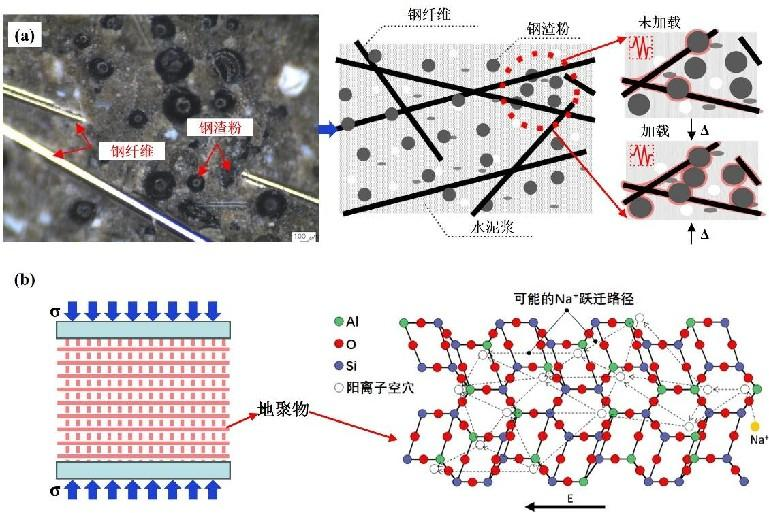 (a)
钢纤维
钢渣粉
100 μm
钢纤维
钢渣粉
水泥浆
未加载
Δ
加载
Δ
(b)
σ
σ
地聚物
Al
O
Si
阳离子空穴
可能的Na⁺跃迁路径
Na⁺
E